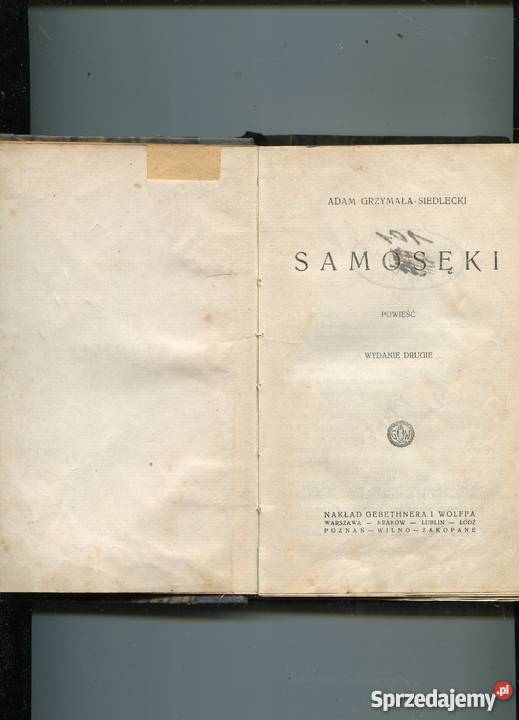 ADAM GRZYMAŁA-SIEDLECKI
SAMOSĘKI
POWIEŚĆ
WYDANIE DRUGIE
NAKŁAD GEBETHNERA I WOLFFA
WARSZAWA — KRAKÓW — LUBLIN — ŁÓDŹ
POZNAŃ — WILNO — ZAKOPANE
Sprzedajemy.pl